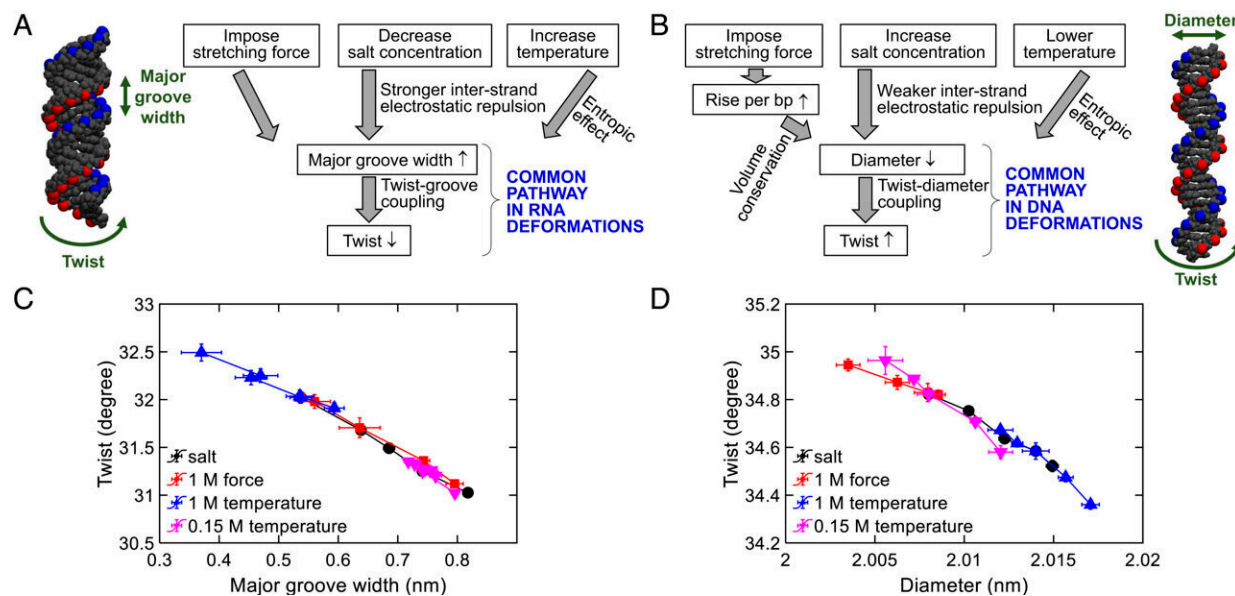 A
Major
groove
width
Twist
Impose
stretching force
Decrease
salt concentration
Increase
temperature
Stronger inter-strand
electrostatic repulsion
Entropic
effect
Major groove width ↑
Twist-groove
coupling
Twist ↓
COMMON
PATHWAY
IN RNA
DEFORMATIONS
B
Impose
stretching force
Increase
salt concentration
Lower
temperature
Rise per bp ↑
Volume
conservation
Weaker inter-strand
electrostatic repulsion
Entropic
effect
Diameter ↓
Twist-diameter
coupling
Twist ↑
COMMON
PATHWAY
IN DNA
DEFORMATIONS
Diameter
Twist
C
Twist (degree)
33
32.5
32
31.5
31
30.5
salt
1 M force
1 M temperature
0.15 M temperature
0.3 0.4 0.5 0.6 0.7 0.8
Major groove width (nm)
D
Twist (degree)
35.2
35
34.8
34.6
34.4
34.2
salt
1 M force
1 M temperature
0.15 M temperature
2 2.005 2.01 2.015 2.02
Diameter (nm)